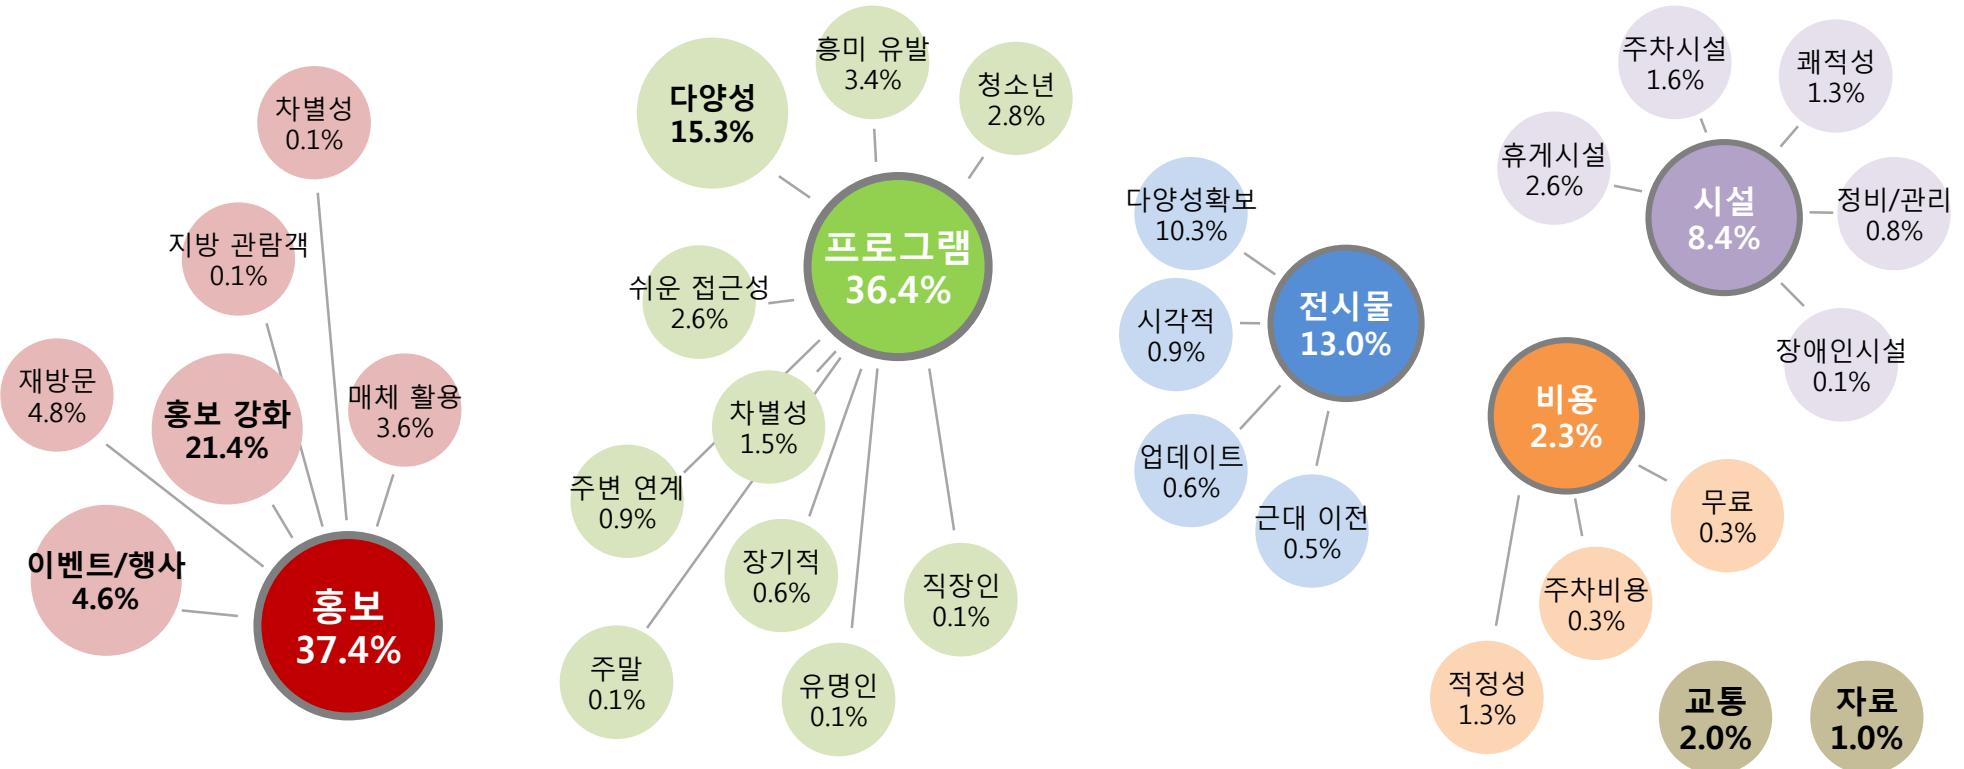 차별성
0.1%
지방 관람객
0.1%
재방문
4.8%
홍보 강화
21.4%
매체 활용
3.6%
이벤트/행사
4.6%
홍보
37.4%
다양성
15.3%
흥미 유발
3.4%
청소년
2.8%
프로그램
36.4%
쉬운 접근성
2.6%
차별성
1.5%
주변 연계
0.9%
장기적
0.6%
직장인
0.1%
주말
0.1%
유명인
0.1%
다양성확보
10.3%
시각적
0.9%
전시물
13.0%
업데이트
0.6%
근대 이전
0.5%
주차시설
1.6%
쾌적성
1.3%
휴게시설
2.6%
시설
8.4%
정비/관리
0.8%
장애인시설
0.1%
비용
2.3%
무료
0.3%
주차비용
0.3%
적정성
1.3%
교통
2.0%
자료
1.0%